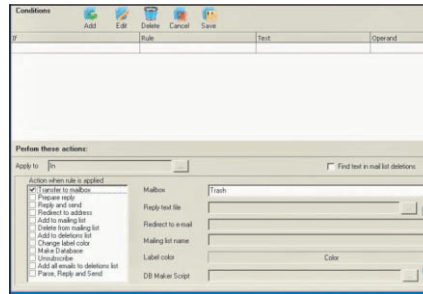 Conditions
Add Edit Delete Cancel Save
If Rule Text Operand
Perfom these actions:
Apply to In ... Find text in mail list deletions
Action when rule is applied
Transfer to mailbox Mailbox Trash
Prepare reply
Reply and send Reply text file ...
Redirect to address
Add to mailing list Redirect to e-mail
Delete from mailing list
Add to deletions list Mailing list name
Change label color
Make Database Label color Color
Unsubscribe
Add all emails to deletions list DB Maker Script ...
Parse, Reply and Send